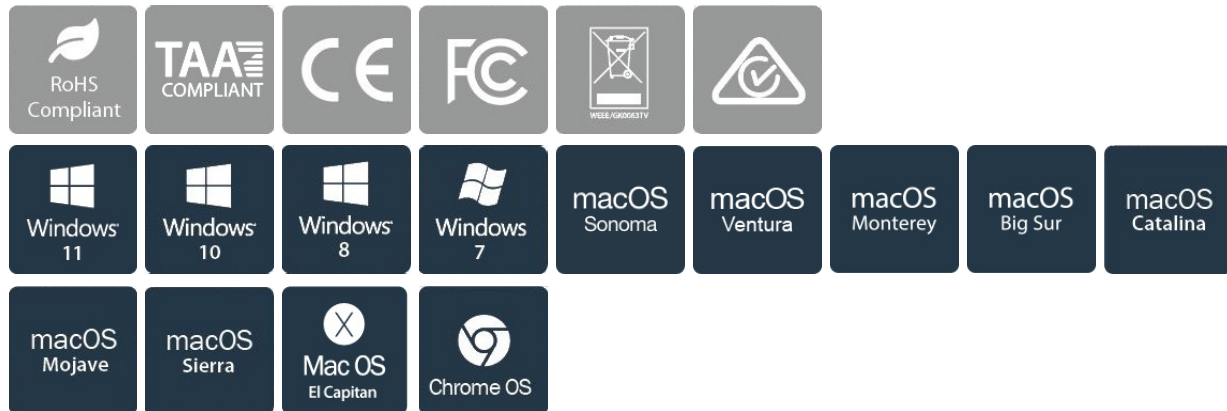 RoHS
Compliant
TAA
COMPLIANT
CE
FC
WEEE/GK0063TV
Windows
11
Windows
10
Windows
8
Windows
7
macOS
Sonoma
macOS
Ventura
macOS
Monterey
macOS
Big Sur
macOS
Catalina
macOS
Mojave
macOS
Sierra
X
Mac OS
El Capitan
Chrome OS